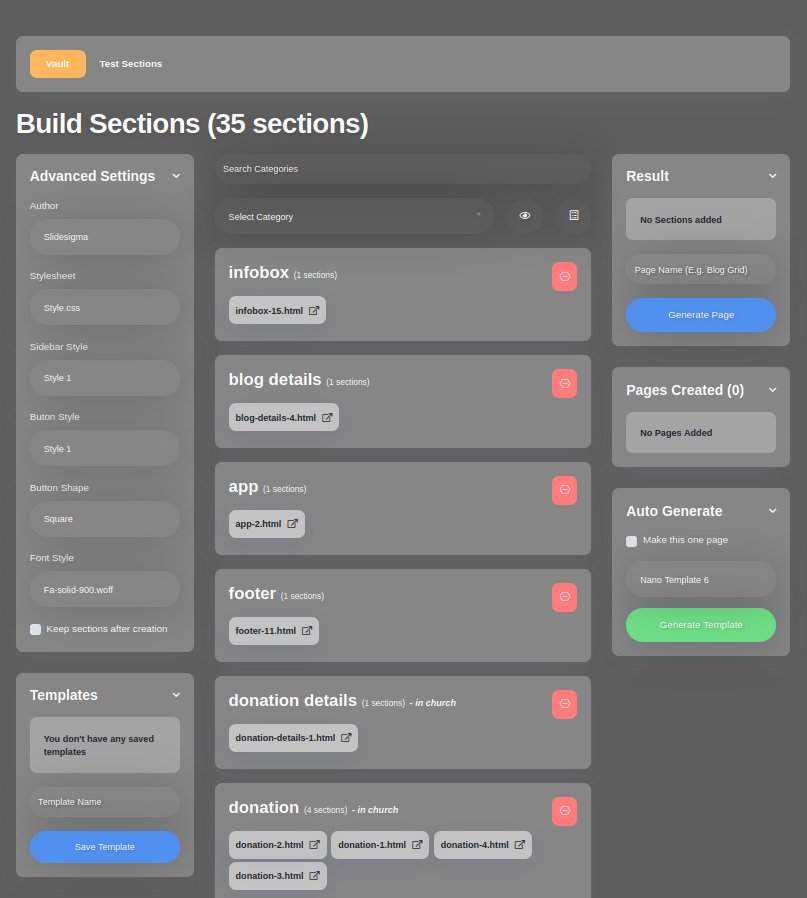 Vault
Test Sections
Build Sections (35 sections)
Advanced Settings
Author
Slidesigma
Stylesheet
Style.css
Sidebar Style
Style 1
Buton Style
Style 1
Button Shape
Square
Font Style
Fa-solid-900.woff
Keep sections after creation
Templates
You don't have any saved
templates
Template Name
Save Template
Search Categories
Select Category
infobox (1 sections)
infobox-15.html
blog details (1 sections)
blog-details-4.html
app (1 sections)
app-2.html
footer (1 sections)
footer-11.html
donation details (1 sections) - in church
donation-details-1.html
donation (4 sections) - in church
donation-2.html donation-1.html donation-4.html
donation-3.html
Result
No Sections added
Page Name (E.g. Blog Grid)
Generate Page
Pages Created (0)
No Pages Added
Auto Generate
Make this one page
Nano Template 6
Generate Template